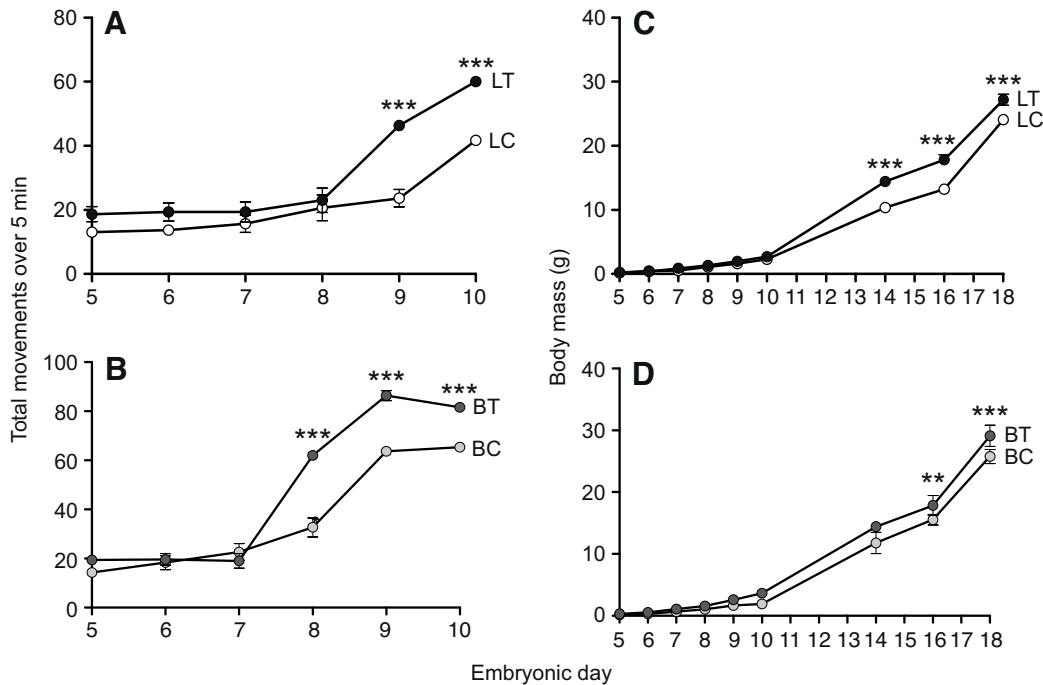 A
80
60
40
20
0
5 6 7 8 9 10
***
***
LT
LC
B
100
80
60
40
20
0
5 6 7 8 9 10
***
***
***
BT
BC
Total movements over 5 min
C
40
30
20
10
0
5 6 7 8 9 10 11 12 13 14 15 16 17 18
***
***
***
LT
LC
D
40
30
20
10
0
5 6 7 8 9 10 11 12 13 14 15 16 17 18
**
***
BT
BC
Body mass (g)
Embryonic day